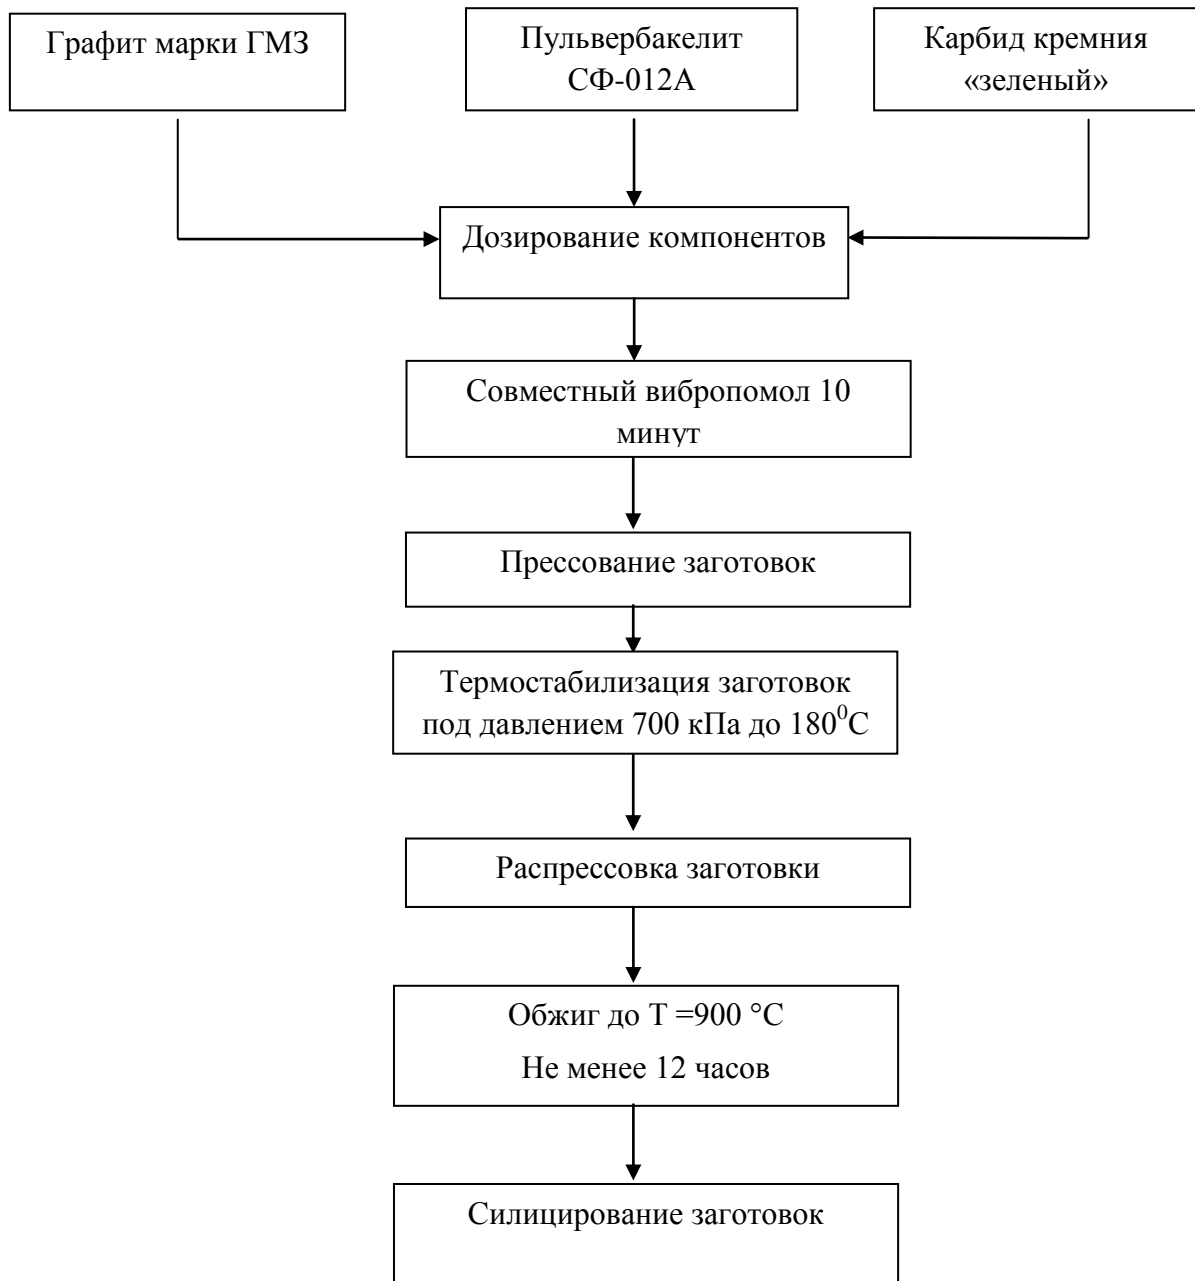 Графит марки ГМЗ
Пульвербакелит
СФ-012А
Карбид кремния
«зеленый»
Дозирование компонентов
Совместный вибропомол 10
минут
Прессование заготовок
Термостабилизация заготовок
под давлением 700 кПа до 180⁰С
Распрессовка заготовки
Обжиг до Т =900 °С
Не менее 12 часов
Силицирование заготовок